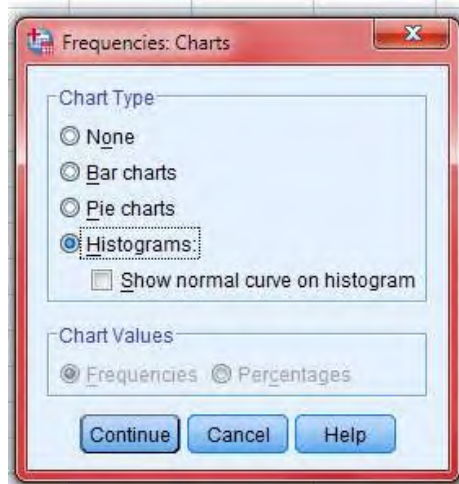 Frequencies: Charts
Chart Type
None
Bar charts
Pie charts
Histograms:
Show normal curve on histogram
Chart Values
Frequencies Percentages
Continue Cancel Help